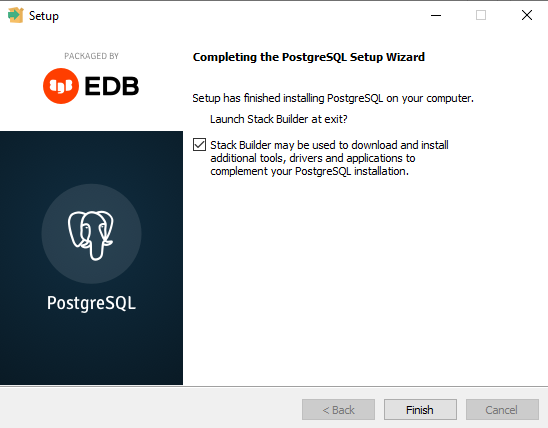 Setup
PACKAGED BY
EDB
PostgreSQL
Completing the PostgreSQL Setup Wizard
Setup has finished installing PostgreSQL on your computer.
Launch Stack Builder at exit?
Stack Builder may be used to download and install
additional tools, drivers and applications to
complement your PostgreSQL installation.
< Back
Finish
Cancel